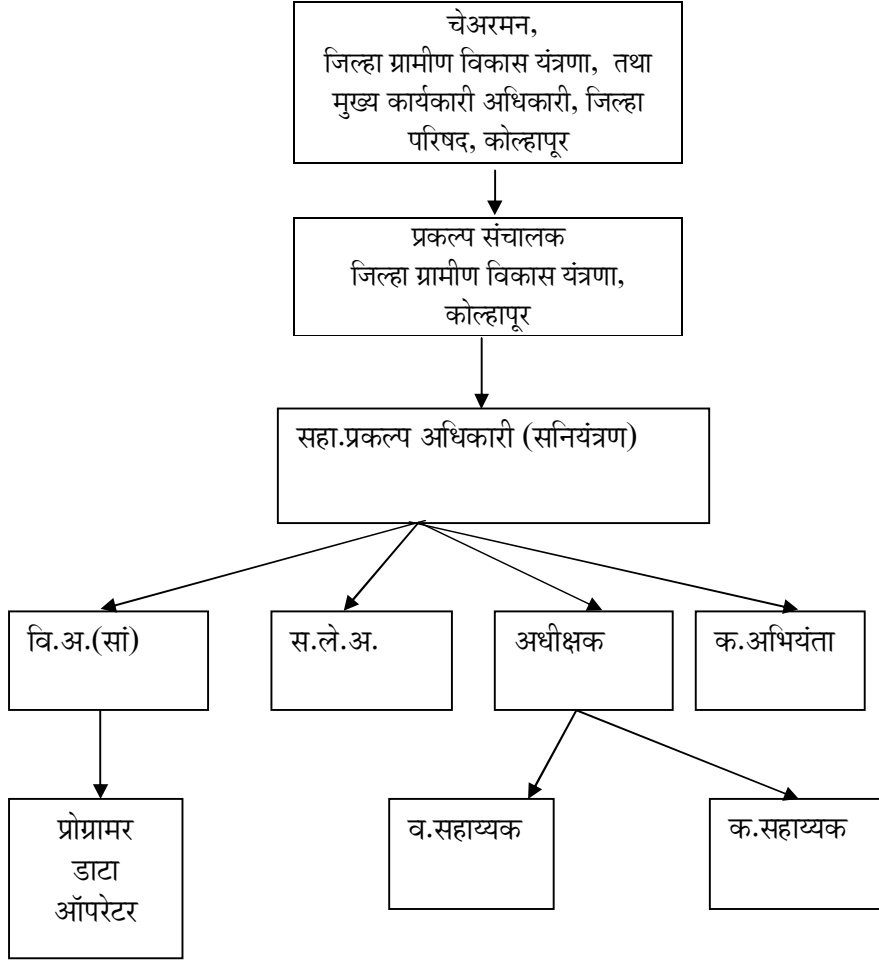 चेअरमन,
जिल्हा ग्रामीण विकास यंत्रणा, तथा
मुख्य कार्यकारी अधिकारी, जिल्हा
परिषद, कोल्हापूर
प्रकल्प संचालक
जिल्हा ग्रामीण विकास यंत्रणा,
कोल्हापूर
सहा.प्रकल्प अधिकारी (सनियंत्रण)
वि.अ.(सां)
स.ले.अ.
अधीक्षक
क.अभियंता
प्रोग्रामर
डाटा
ऑपरेटर
व.सहाय्यक
क.सहाय्यक